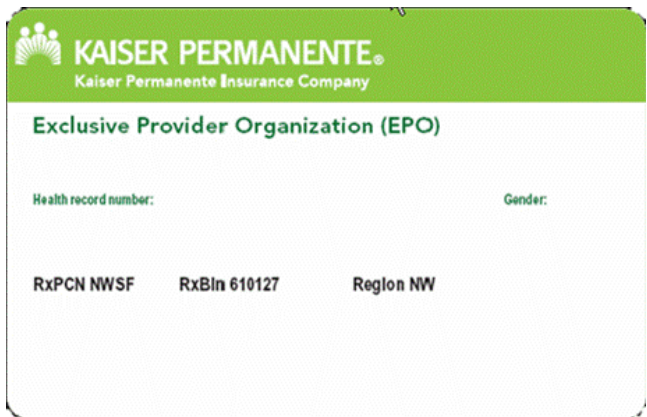 KAISER PERMANENTE®
Kaiser Permanente Insurance Company
Exclusive Provider Organization (EPO)
Health record number: Gender:
RxPCN NWSF RxBin 610127 Region NW